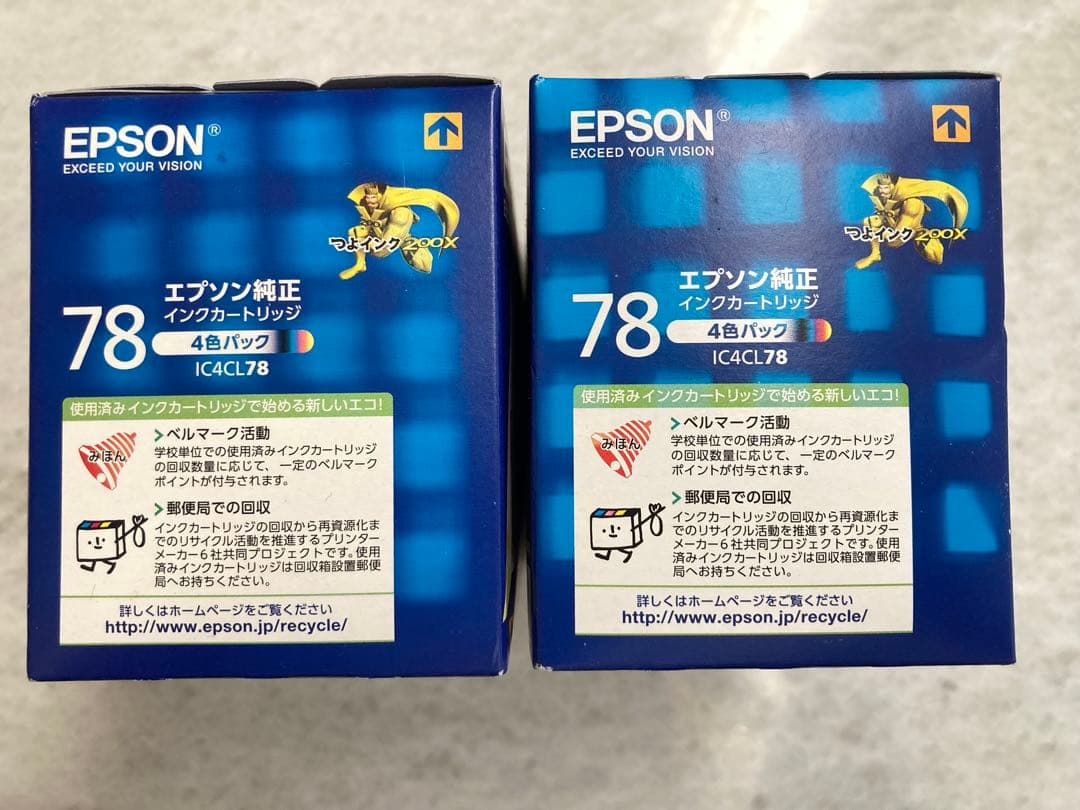 EPSON®
EXCEED YOUR VISION
つよインク200X
78
エプソン純正
インクカートリッジ
4色パック
IC4CL78
使用済みインクカートリッジで始める新しいエコ!
みほん
ベルマーク活動
学校単位での使用済みインクカートリッジ
の回収数量に応じて、一定のベルマーク
ポイントが付与されます。
郵便局での回収
インクカートリッジの回収から再資源化ま
でのリサイクル活動を推進するプリンター
メーカー6社共同プロジェクトです。使用
済みインクカートリッジは回収箱設置郵便
局へお持ちください。
詳しくはホームページをご覧ください
http://www.epson.jp/recycle/
EPSON®
EXCEED YOUR VISION
つよインク200X
78
エプソン純正
インクカートリッジ
4色パック
IC4CL78
使用済みインクカートリッジで始める新しいエコ!
みほん
ベルマーク活動
学校単位での使用済みインクカートリッジ
の回収数量に応じて、一定のベルマーク
ポイントが付与されます。
郵便局での回収
インクカートリッジの回収から再資源化ま
でのリサイクル活動を推進するプリンター
メーカー6社共同プロジェクトです。使用
済みインクカートリッジは回収箱設置郵便
局へお持ちください。
詳しくはホームページをご覧ください
http://www.epson.jp/recycle/